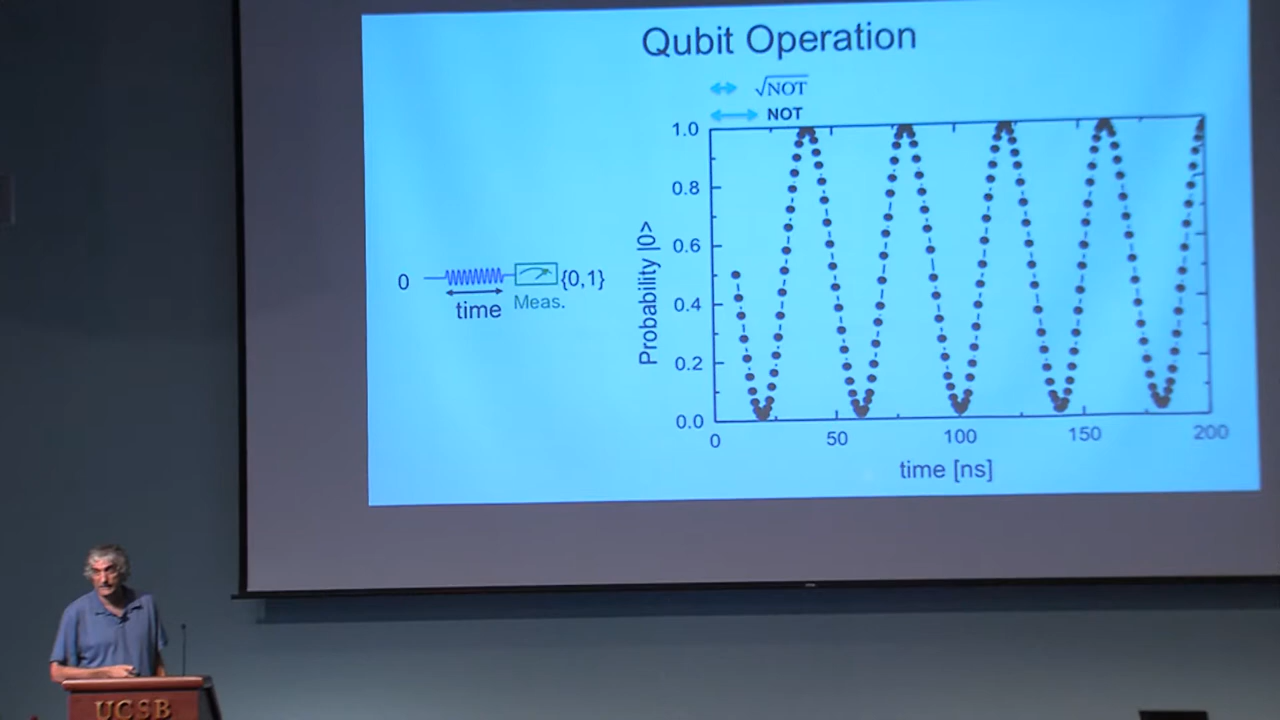 Qubit Operation
√NOT
NOT
1.0
0.8
0.6
0.4
0.2
0.0
Probability |0>
0
50
100
150
200
time [ns]
0
{0,1}
time
Meas.
UCSB